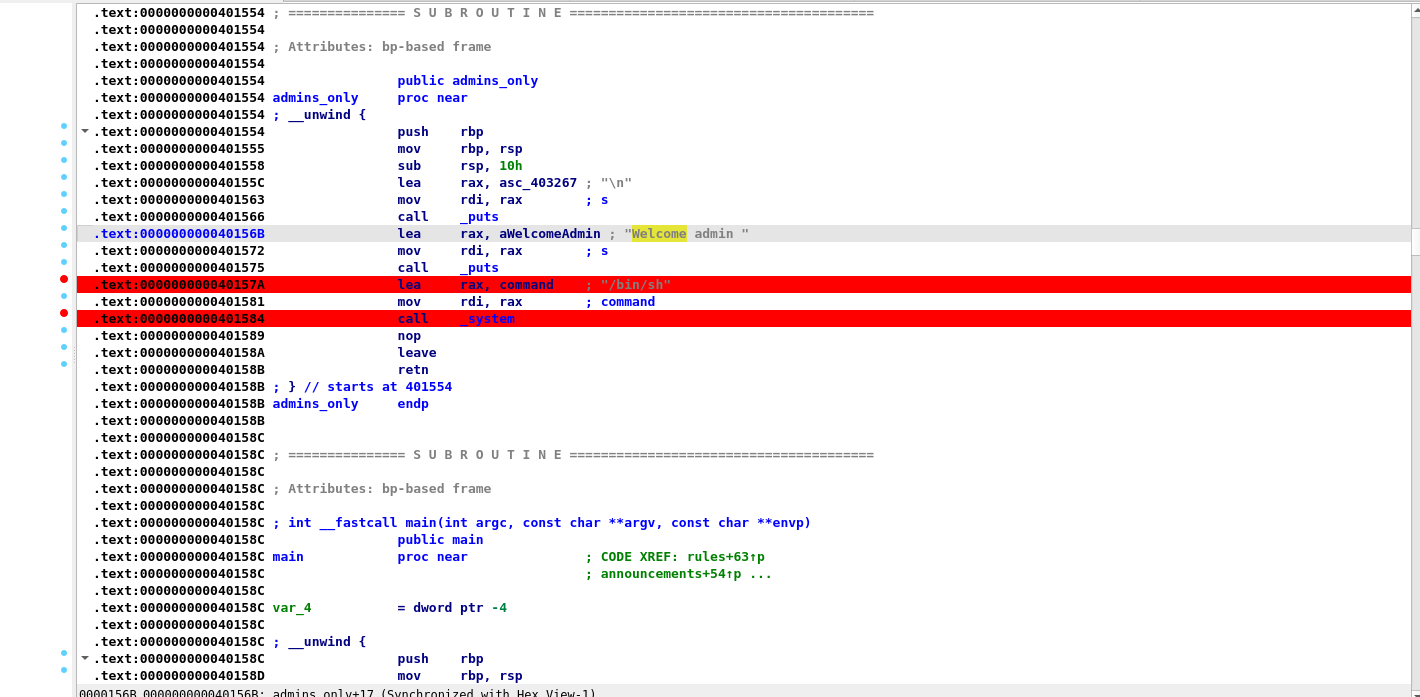 .text:0000000000401554 ; =============== S U B R O U T I N E =======================================
.text:0000000000401554
.text:0000000000401554 ; Attributes: bp-based frame
.text:0000000000401554
.text:0000000000401554                 public admins_only
.text:0000000000401554 admins_only     proc near
.text:0000000000401554 ; __unwind {
.text:0000000000401554                 push    rbp
.text:0000000000401555                 mov     rbp, rsp
.text:0000000000401558                 sub     rsp, 10h
.text:000000000040155C                 lea     rax, asc_403267 ; "\n"
.text:0000000000401563                 mov     rdi, rax        ; s
.text:0000000000401566                 call    _puts
.text:000000000040156B                 lea     rax, aWelcomeAdmin ; "Welcome admin "
.text:0000000000401572                 mov     rdi, rax        ; s
.text:0000000000401575                 call    _puts
.text:000000000040157A                 lea     rax, command    ; "/bin/sh"
.text:0000000000401581                 mov     rdi, rax        ; command
.text:0000000000401584                 call    _system
.text:0000000000401589                 nop
.text:000000000040158A                 leave
.text:000000000040158B                 retn
.text:000000000040158B ; } // starts at 401554
.text:000000000040158B admins_only     endp
.text:000000000040158B
.text:000000000040158C
.text:000000000040158C ; =============== S U B R O U T I N E =======================================
.text:000000000040158C
.text:000000000040158C ; Attributes: bp-based frame
.text:000000000040158C
.text:000000000040158C ; int __fastcall main(int argc, const char **argv, const char **envp)
.text:000000000040158C                 public main
.text:000000000040158C main            proc near               ; CODE XREF: rules+63↑p
.text:000000000040158C                                         ; announcements+54↑p ...
.text:000000000040158C
.text:000000000040158C var_4           = dword ptr -4
.text:000000000040158C
.text:000000000040158C ; __unwind {
.text:000000000040158C                 push    rbp
.text:000000000040158D                 mov     rbp, rsp
0000156B 000000000040156B: admins_only+17 (Synchronized with Hex View-1)